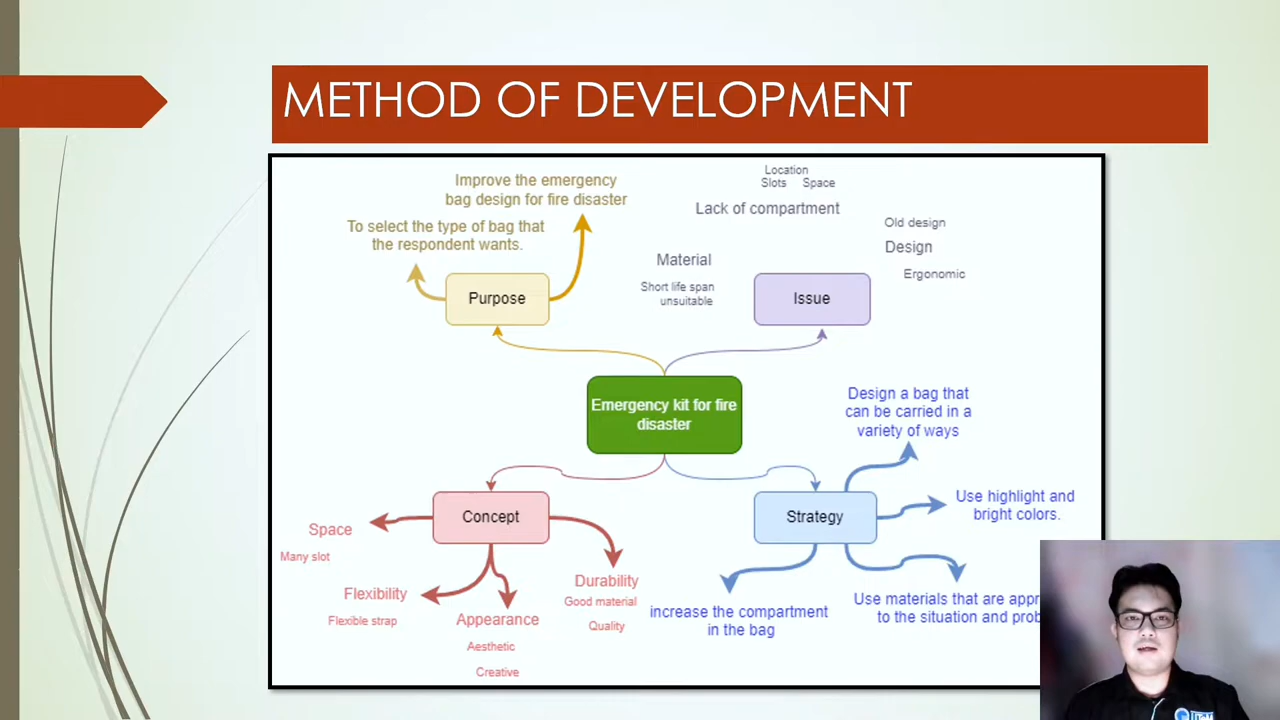 METHOD OF DEVELOPMENT
Improve the emergency
bag design for fire disaster
To select the type of bag that
the respondent wants.
Purpose
Location
Slots Space
Lack of compartment
Old design
Design
Ergonomic
Material
Short life span
unsuitable
Issue
Emergency kit for fire
disaster
Concept
Space
Many slot
Flexibility
Flexible strap
Appearance
Aesthetic
Creative
Durability
Good material
Quality
Strategy
Design a bag that
can be carried in a
variety of ways
Use highlight and
bright colors.
increase the compartment
in the bag
Use materials that are
to the situation and